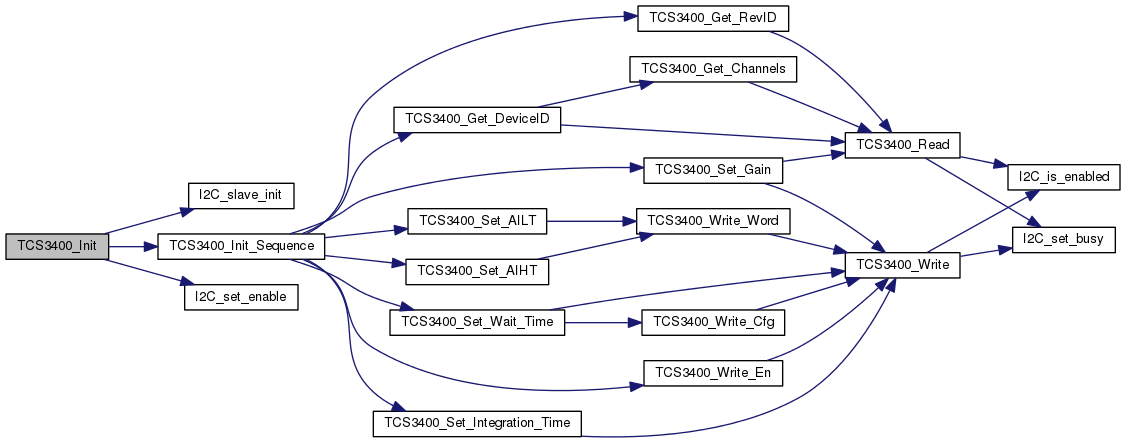 TCS3400_Get_RevID
TCS3400_Get_Channels
TCS3400_Get_DeviceID
TCS3400_Read
TCS3400_Set_Gain
I2C_is_enabled
I2C_slave_init
TCS3400_Set_AILT
TCS3400_Write_Word
I2C_set_busy
TCS3400_Init
TCS3400_Init_Sequence
TCS3400_Set_AIHT
TCS3400_Write
I2C_set_enable
TCS3400_Set_Wait_Time
TCS3400_Write_Cfg
TCS3400_Write_En
TCS3400_Set_Integration_Time